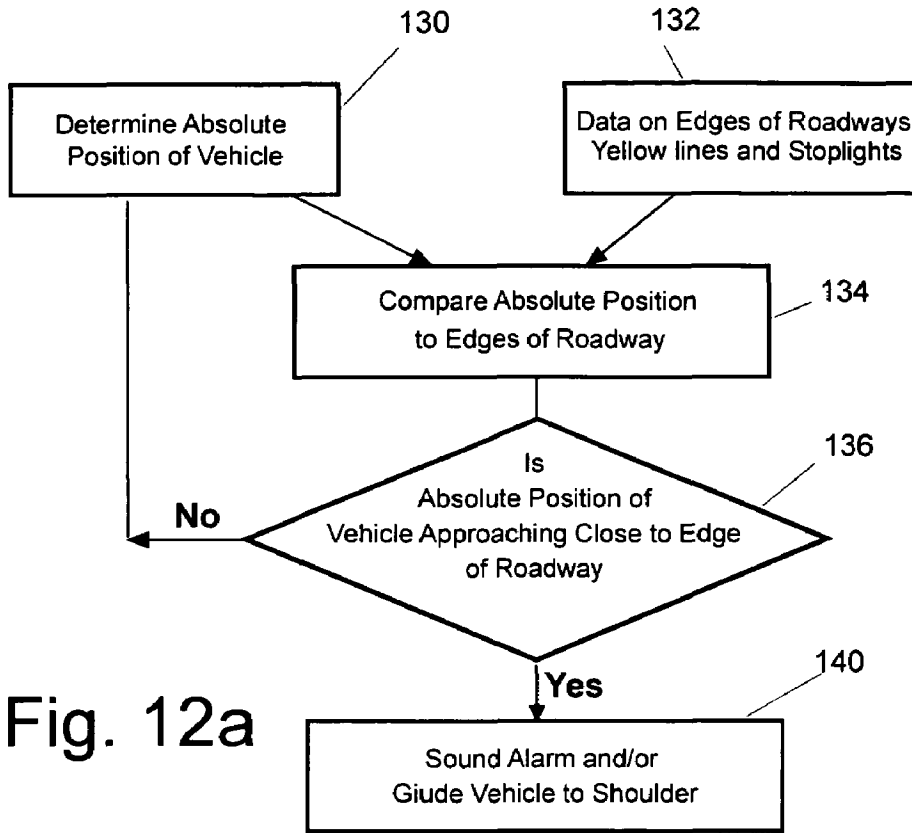 130
132
Determine Absolute
Position of Vehicle
Data on Edges of Roadways
Yellow lines and Stoplights
Compare Absolute Position
to Edges of Roadway
134
Is
Absolute Position of
Vehicle Approaching Close to Edge
of Roadway
136
No
Yes
140
Sound Alarm and/or
Giude Vehicle to Shoulder
Fig. 12a